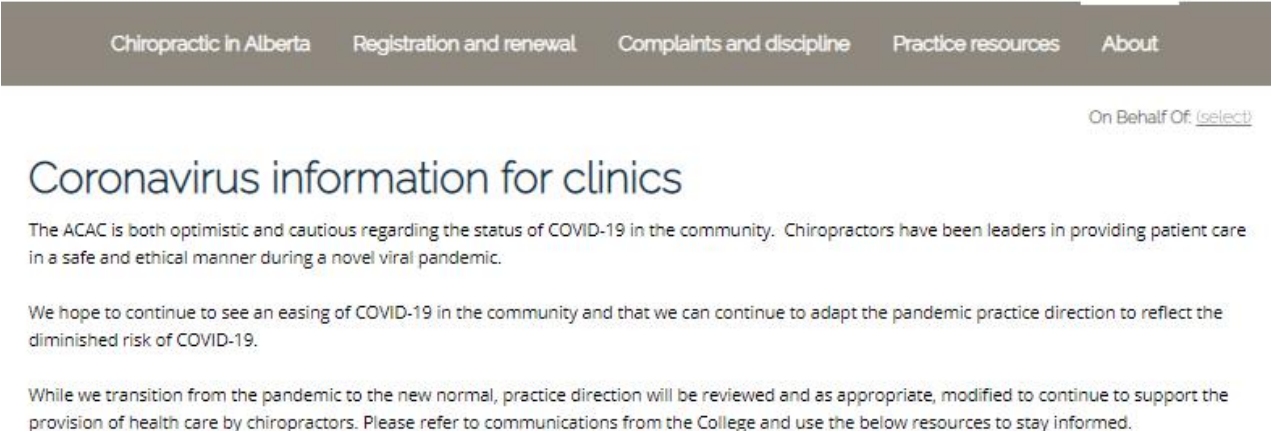 Chiropractic in Alberta Registration and renewal Complaints and discipline Practice resources About
On Behalf Of: (select)
Coronavirus information for clinics
The ACAC is both optimistic and cautious regarding the status of COVID-19 in the community.  Chiropractors have been leaders in providing patient care
in a safe and ethical manner during a novel viral pandemic.
We hope to continue to see an easing of COVID-19 in the community and that we can continue to adapt the pandemic practice direction to reflect the
diminished risk of COVID-19.
While we transition from the pandemic to the new normal, practice direction will be reviewed and as appropriate, modified to continue to support the
provision of health care by chiropractors. Please refer to communications from the College and use the below resources to stay informed.